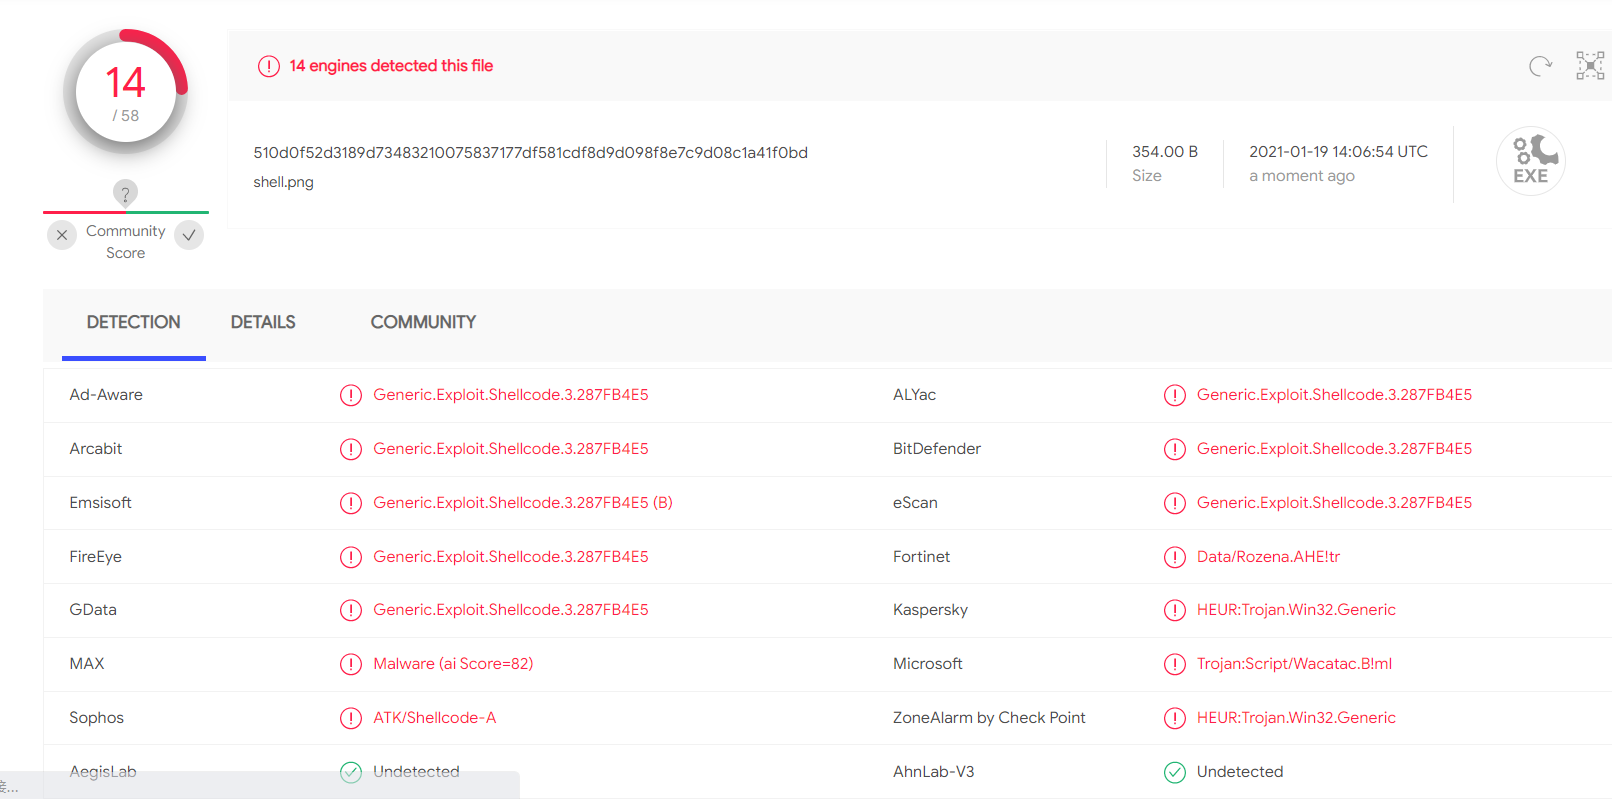 14
/ 58
?
Community
Score
14 engines detected this file
510d0f52d3189d73483210075837177df581cdf8d9d098f8e7c9d08c1a41f0bd
shell.png
354.00 B
Size
2021-01-19 14:06:54 UTC
a moment ago
EXE
DETECTION DETAILS COMMUNITY
Ad-Aware Generic.Exploit.Shellcode.3.287FB4E5 ALYac Generic.Exploit.Shellcode.3.287FB4E5
Arcabit Generic.Exploit.Shellcode.3.287FB4E5 BitDefender Generic.Exploit.Shellcode.3.287FB4E5
Emsisoft Generic.Exploit.Shellcode.3.287FB4E5 (B) eScan Generic.Exploit.Shellcode.3.287FB4E5
FireEye Generic.Exploit.Shellcode.3.287FB4E5 Fortinet Data/Rozena.AHE!tr
GData Generic.Exploit.Shellcode.3.287FB4E5 Kaspersky HEUR:Trojan.Win32.Generic
MAX Malware (ai Score=82) Microsoft Trojan:Script/Wacatac.B!ml
Sophos ATK/Shellcode-A ZoneAlarm by Check Point HEUR:Trojan.Win32.Generic
AegisLab Undetected AhnLab-V3 Undetected